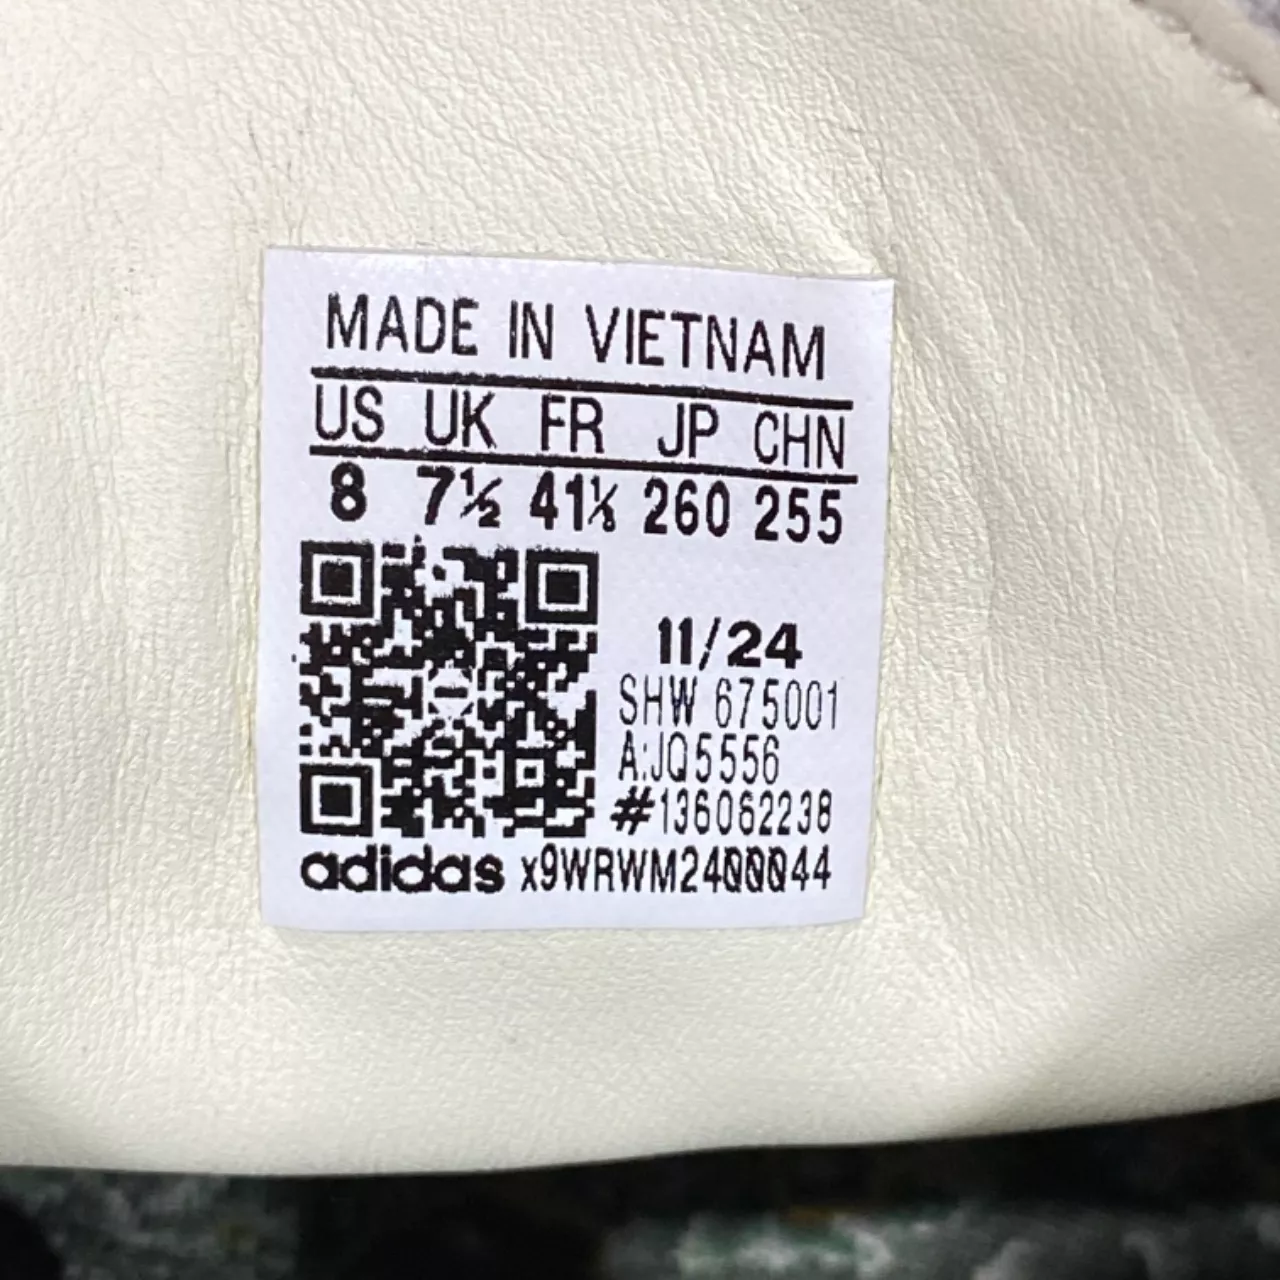 MADE IN VIETNAM
US UK FR JP CHN
8 7½ 41⅓ 260 255
11/24
SHW 675001
A:JQ5556
#136062238
adidas x9WRWM2400044